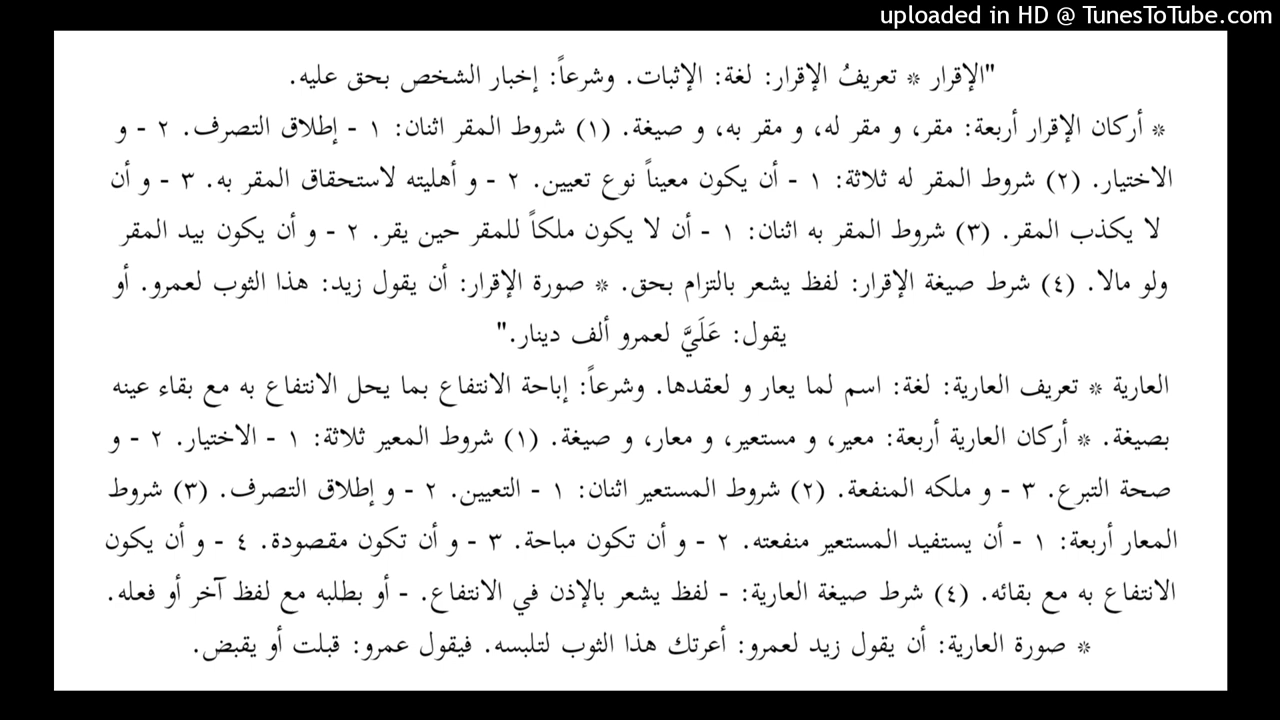 uploaded in HD @ TunesToTube.com
"الإقرار * تعريفُ الإقرار: لغة: الإثبات. وشرعاً: إخبار الشخص بحق عليه.
* أركان الإقرار أربعة: مقر، و مقر له، و مقر به، و صيغة. (١) شروط المقر اثنان: ١ - إطلاق التصرف. ٢ - و
الاختيار. (٢) شروط المقر له ثلاثة: ١ - أن يكون معيناً نوع تعيين. ٢ - و أهليته لاستحقاق المقر به. ٣ - و أن
لا يكذب المقر. (٣) شروط المقر به اثنان: ١ - أن لا يكون ملكاً للمقر حين يقر. ٢ - و أن يكون بيد المقر
ولو مالا. (٤) شرط صيغة الإقرار: لفظ يشعر بالتزام بحق. * صورة الإقرار: أن يقول زيد: هذا الثوب لعمرو. أو
يقول: عَلَيَّ لعمرو ألف دينار."
العارية * تعريف العارية: لغة: اسم لما يعار و لعقدها. وشرعاً: إباحة الانتفاع بما يحل الانتفاع به مع بقاء عينه
بصيغة. * أركان العارية أربعة: معير، و مستعير، و معار، و صيغة. (١) شروط المعير ثلاثة: ١ - الاختيار. ٢ - و
صحة التبرع. ٣ - و ملكه المنفعة. (٢) شروط المستعير اثنان: ١ - التعيين. ٢ - و إطلاق التصرف. (٣) شروط
المعار أربعة: ١ - أن يستفيد المستعير منفعته. ٢ - و أن تكون مباحة. ٣ - و أن تكون مقصودة. ٤ - و أن يكون
الانتفاع به مع بقائه. (٤) شرط صيغة العارية: - لفظ يشعر بالإذن في الانتفاع. - أو بطلبه مع لفظ آخر أو فعله.
* صورة العارية: أن يقول زيد لعمرو: أعرتك هذا الثوب لتلبسه. فيقول عمرو: قبلت أو يقبض.